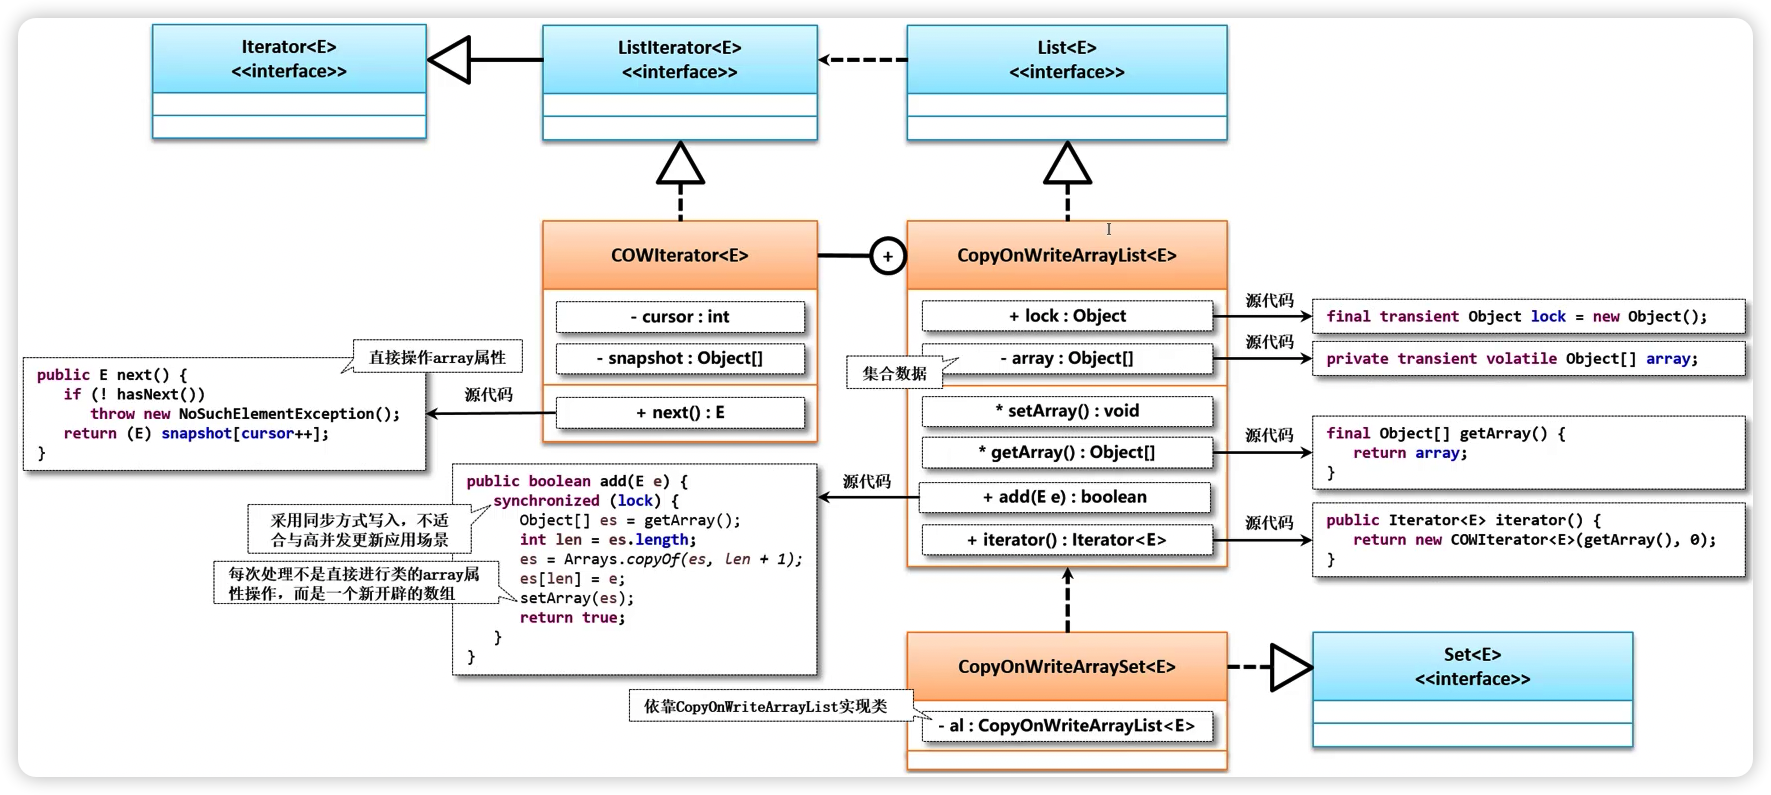 Iterator<E>
<<interface>>
ListIterator<E>
<<interface>>
List<E>
<<interface>>
COWIterator<E>
- cursor : int
- snapshot : Object[]
+ next() : E
+
CopyOnWriteArrayList<E>
+ lock : Object
- array : Object[]
集合数据
* setArray() : void
* getArray() : Object[]
+ add(E e) : boolean
+ iterator() : Iterator<E>
源代码
final transient Object lock = new Object();
源代码
private transient volatile Object[] array;
源代码
final Object[] getArray() {
return array;
}
源代码
public Iterator<E> iterator() {
return new COWIterator<E>(getArray(), 0);
}
直接操作array属性
源代码
public E next() {
if (! hasNext())
throw new NoSuchElementException();
return (E) snapshot[cursor++];
}
源代码
public boolean add(E e) {
synchronized (lock) {
Object[] es = getArray();
int len = es.length;
es = Arrays.copyOf(es, len + 1);
es[len] = e;
setArray(es);
return true;
}
}
采用同步方式写入，不适
合与高并发更新应用场景
每次处理不是直接进行类的array属
性操作，而是一个新开辟的数组
CopyOnWriteArraySet<E>
- al : CopyOnWriteArrayList<E>
依靠CopyOnWriteArrayList实现类
Set<E>
<<interface>>